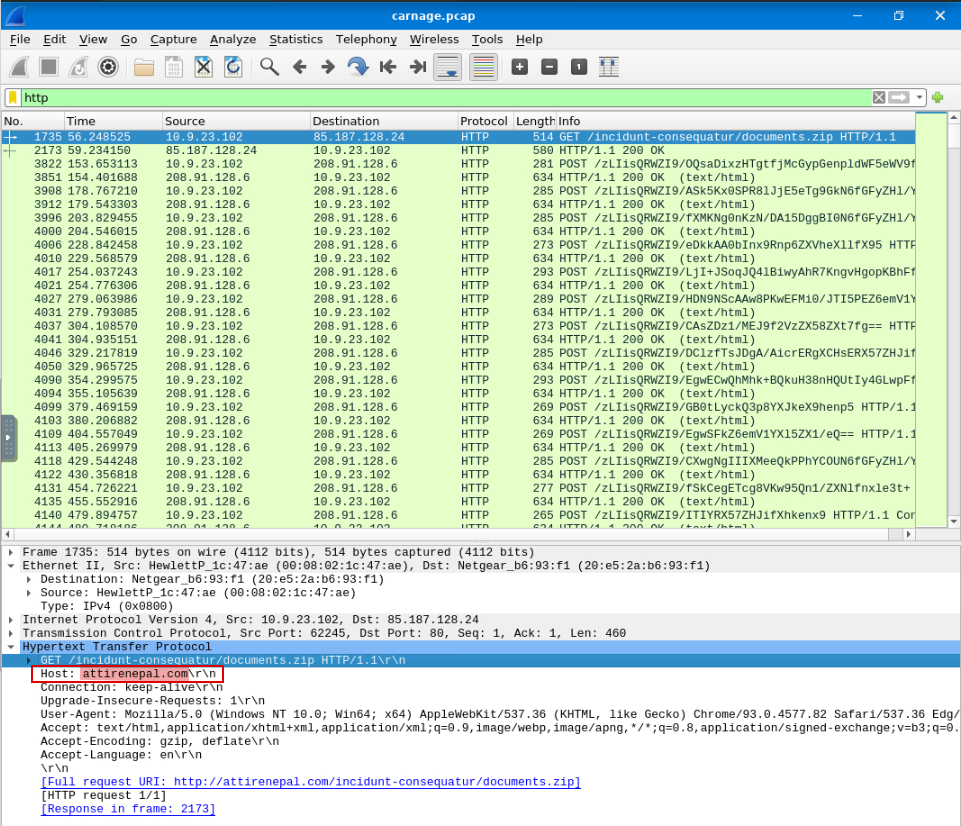 carnage.pcap
File Edit View Go Capture Analyze Statistics Telephony Wireless Tools Help
http
No. Time Source Destination Protocol Length Info
1735 56.248525 10.9.23.102 85.187.128.24 HTTP 514 GET /incidunt-consequatur/documents.zip HTTP/1.1
2173 59.234150 85.187.128.24 10.9.23.102 HTTP 580 HTTP/1.1 200 OK
3822 153.653113 10.9.23.102 208.91.128.6 HTTP 281 POST /zLIisQRWZI9/OQsaDixzHTgtfjMcGypGenpldWF5eWV9f
3851 154.401688 208.91.128.6 10.9.23.102 HTTP 634 HTTP/1.1 200 OK (text/html)
3908 178.767210 10.9.23.102 208.91.128.6 HTTP 285 POST /zLIisQRWZI9/ASk5Kx0SPR8lJjE5eTg9GkN6fGFyZHl/Y
3912 179.543303 208.91.128.6 10.9.23.102 HTTP 634 HTTP/1.1 200 OK (text/html)
3996 203.829455 10.9.23.102 208.91.128.6 HTTP 285 POST /zLIisQRWZI9/fXMKNg0nKzN/DA15DggBI0N6fGFyZHl/Y
4000 204.546015 208.91.128.6 10.9.23.102 HTTP 634 HTTP/1.1 200 OK (text/html)
4006 228.842458 10.9.23.102 208.91.128.6 HTTP 273 POST /zLIisQRWZI9/eDkkAA0bInx9Rnp6ZXVheXllfX95 HTTP
4010 229.568579 208.91.128.6 10.9.23.102 HTTP 634 HTTP/1.1 200 OK (text/html)
4017 254.037243 10.9.23.102 208.91.128.6 HTTP 293 POST /zLIisQRWZI9/LjI+JSoqJQ4lBiwyAhR7KngvHgopKBhFf
4021 254.776306 208.91.128.6 10.9.23.102 HTTP 634 HTTP/1.1 200 OK (text/html)
4027 279.063986 10.9.23.102 208.91.128.6 HTTP 289 POST /zLIisQRWZI9/HDN9NScAAw8PKwEFMi0/JTI5PEZ6emV1Y
4031 279.793085 208.91.128.6 10.9.23.102 HTTP 634 HTTP/1.1 200 OK (text/html)
4037 304.108570 10.9.23.102 208.91.128.6 HTTP 273 POST /zLIisQRWZI9/CAsZDz1/MEJ9f2VzZX58ZXt7fg== HTTP
4041 304.935151 208.91.128.6 10.9.23.102 HTTP 634 HTTP/1.1 200 OK (text/html)
4046 329.217819 10.9.23.102 208.91.128.6 HTTP 285 POST /zLIisQRWZI9/DClzfTsJDgA/AicrERgXCHsERX57ZHJif
4050 329.965725 208.91.128.6 10.9.23.102 HTTP 634 HTTP/1.1 200 OK (text/html)
4090 354.299575 10.9.23.102 208.91.128.6 HTTP 293 POST /zLIisQRWZI9/EgwECwQhMhk+BQkuH38nHQUtIy4GLwpFf
4094 355.105639 208.91.128.6 10.9.23.102 HTTP 634 HTTP/1.1 200 OK (text/html)
4099 379.469159 10.9.23.102 208.91.128.6 HTTP 269 POST /zLIisQRWZI9/GB0tLyckQ3p8YXJkeX9henp5 HTTP/1.1
4103 380.206882 208.91.128.6 10.9.23.102 HTTP 634 HTTP/1.1 200 OK (text/html)
4109 404.557049 10.9.23.102 208.91.128.6 HTTP 269 POST /zLIisQRWZI9/EgwSFkZ6emV1YXl5ZX1/eQ== HTTP/1.1
4113 405.269979 208.91.128.6 10.9.23.102 HTTP 634 HTTP/1.1 200 OK (text/html)
4118 429.544248 10.9.23.102 208.91.128.6 HTTP 285 POST /zLIisQRWZI9/CXwgNgIIIXMeeQkPPhYCOUN6fGFyZHl/Y
4122 430.356818 208.91.128.6 10.9.23.102 HTTP 634 HTTP/1.1 200 OK (text/html)
4131 454.726221 10.9.23.102 208.91.128.6 HTTP 277 POST /zLIisQRWZI9/fSkCegETcg8VKw95Qn1/ZXNlfnxle3t+
4135 455.552916 208.91.128.6 10.9.23.102 HTTP 634 HTTP/1.1 200 OK (text/html)
4140 479.894757 10.9.23.102 208.91.128.6 HTTP 265 POST /zLIisQRWZI9/ITIYRX57ZHJifXhkenx9 HTTP/1.1 Con
4144 480.718186 208.91.128.6 10.9.23.102 HTTP 634 HTTP/1.1 200 OK (text/html)
Frame 1735: 514 bytes on wire (4112 bits), 514 bytes captured (4112 bits)
Ethernet II, Src: HewlettP_1c:47:ae (00:08:02:1c:47:ae), Dst: Netgear_b6:93:f1 (20:e5:2a:b6:93:f1)
Destination: Netgear_b6:93:f1 (20:e5:2a:b6:93:f1)
Source: HewlettP_1c:47:ae (00:08:02:1c:47:ae)
Type: IPv4 (0x0800)
Internet Protocol Version 4, Src: 10.9.23.102, Dst: 85.187.128.24
Transmission Control Protocol, Src Port: 62245, Dst Port: 80, Seq: 1, Ack: 1, Len: 460
Hypertext Transfer Protocol
GET /incidunt-consequatur/documents.zip HTTP/1.1\r\n
Host: attirenepal.com\r\n
Connection: keep-alive\r\n
Upgrade-Insecure-Requests: 1\r\n
User-Agent: Mozilla/5.0 (Windows NT 10.0; Win64; x64) AppleWebKit/537.36 (KHTML, like Gecko) Chrome/93.0.4577.82 Safari/537.36 Edg/
Accept: text/html,application/xhtml+xml,application/xml;q=0.9,image/webp,image/apng,*/*;q=0.8,application/signed-exchange;v=b3;q=0.
Accept-Encoding: gzip, deflate\r\n
Accept-Language: en\r\n
\r\n
[Full request URI: http://attirenepal.com/incidunt-consequatur/documents.zip]
[HTTP request 1/1]
[Response in frame: 2173]